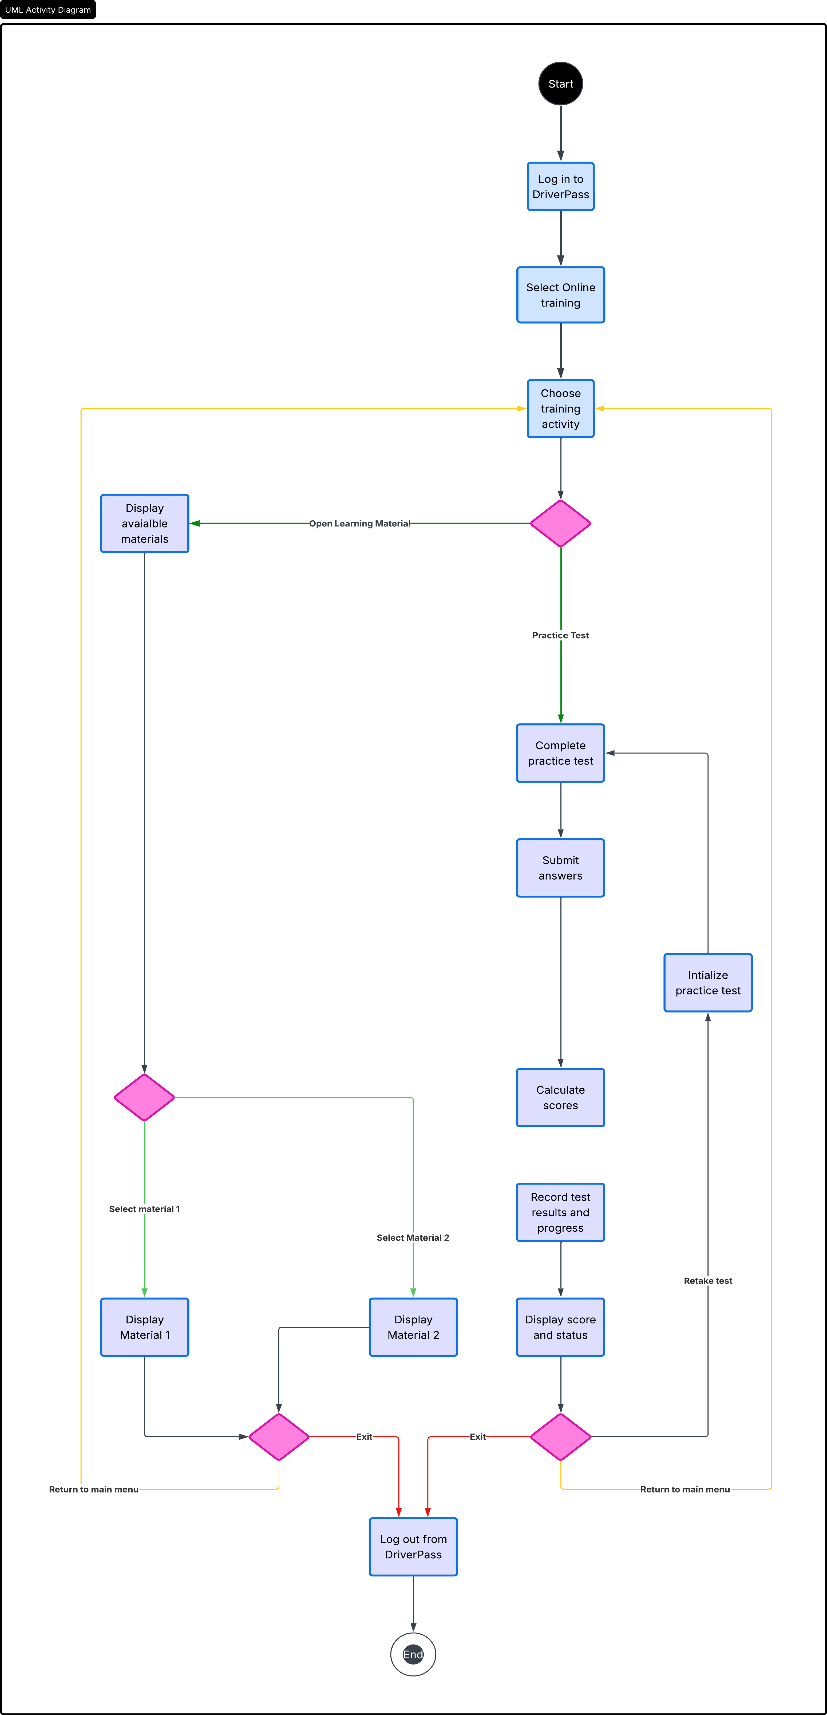 UML Activity Diagram
Start
Log in to
DriverPass
Select Online
training
Choose
training
activity
Display
avaialble
materials
Open Learning Material
Practice Test
Complete
practice test
Submit
answers
Intialize
practice test
Calculate
scores
Select material 1
Select Material 2
Record test
results and
progress
Retake test
Display
Material 1
Display
Material 2
Display score
and status
Exit
Exit
Return to main menu
Return to main menu
Log out from
DriverPass
End